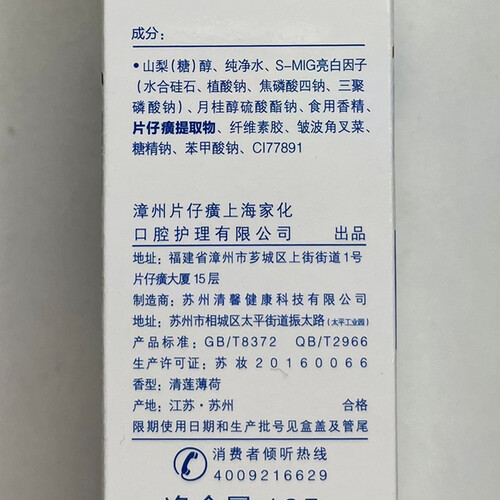 成分：
•山梨（糖）醇、纯净水、S-MIG亮白因子
（水合硅石、植酸钠、焦磷酸四钠、三聚
磷酸钠）、月桂醇硫酸酯钠、食用香精、
片仔癀提取物、纤维素胶、皱波角叉菜、
糖精钠、苯甲酸钠、CI77891
漳州片仔癀上海家化
口腔护理有限公司 出品
地址：福建省漳州市芗城区上街街道1号
片仔癀大厦15层
制造商：苏州清馨健康科技有限公司
地址：苏州市相城区太平街道振太路（太平工业园）
产品标准：GB/T8372 QB/T2966
生产许可证：苏妆20160066
香型：清莲薄荷
产地：江苏·苏州 合格
限期使用日期和生产批号见盒盖及管尾
消费者倾听热线
4009216629